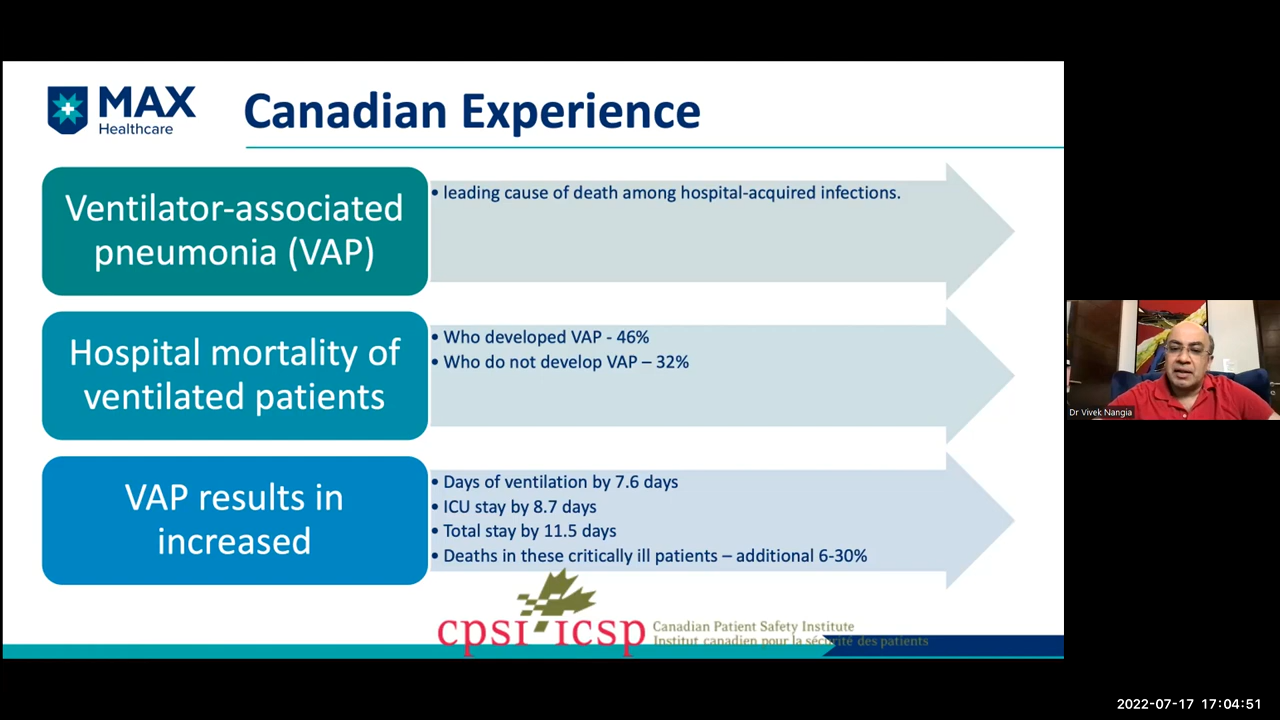 MAX
Healthcare
Canadian Experience
Ventilator-associated
pneumonia (VAP)
• leading cause of death among hospital-acquired infections.
Hospital mortality of
ventilated patients
• Who developed VAP - 46%
• Who do not develop VAP – 32%
VAP results in
increased
• Days of ventilation by 7.6 days
• ICU stay by 8.7 days
• Total stay by 11.5 days
• Deaths in these critically ill patients – additional 6-30%
cpsi icsp
Canadian Patient Safety Institute
Institut canadien pour la sécurité des patients
Dr Vivek Nangia
2022-07-17 17:04:51